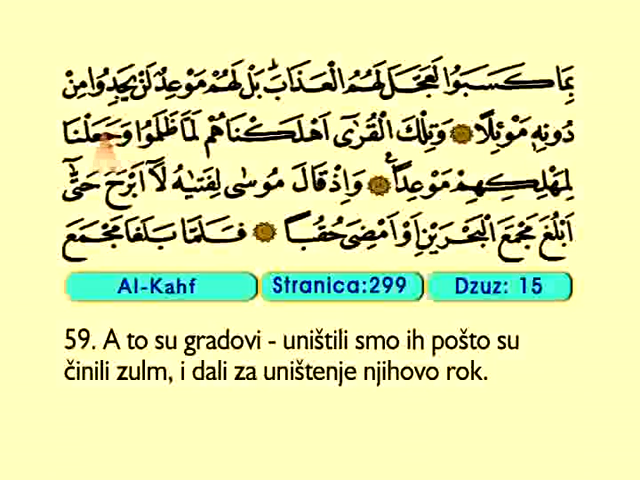 بِمَا كَسَبُوا لَعَجَّلَ لَهُمُ الْعَذَابَۜ بَلْ لَهُمْ مَوْعِدٌ لَنْ يَجِدُوا مِنْ
دُونِهِ مَوْئِلًا وَتِلْكَ الْقُرٰٓى اَهْلَكْنَاهُمْ لَمَّا ظَلَمُوا وَجَعَلْنَا
لِمَهْلِكِهِمْ مَوْعِدًاۚ وَاِذْ قَالَ مُوسٰى لِفَتٰيهُ لَٓا اَبْرَحُ حَتّٰٓى
اَبْلُغَ مَجْمَعَ الْبَحْرَيْنِ اَوْ اَمْضِيَ حُقُبًا فَلَمَّا بَلَغَا مَجْمَعَ
Al-Kahf Stranica:299 Dzuz: 15
59. A to su gradovi - uništili smo ih pošto su
činili zulm, i dali za uništenje njihovo rok.